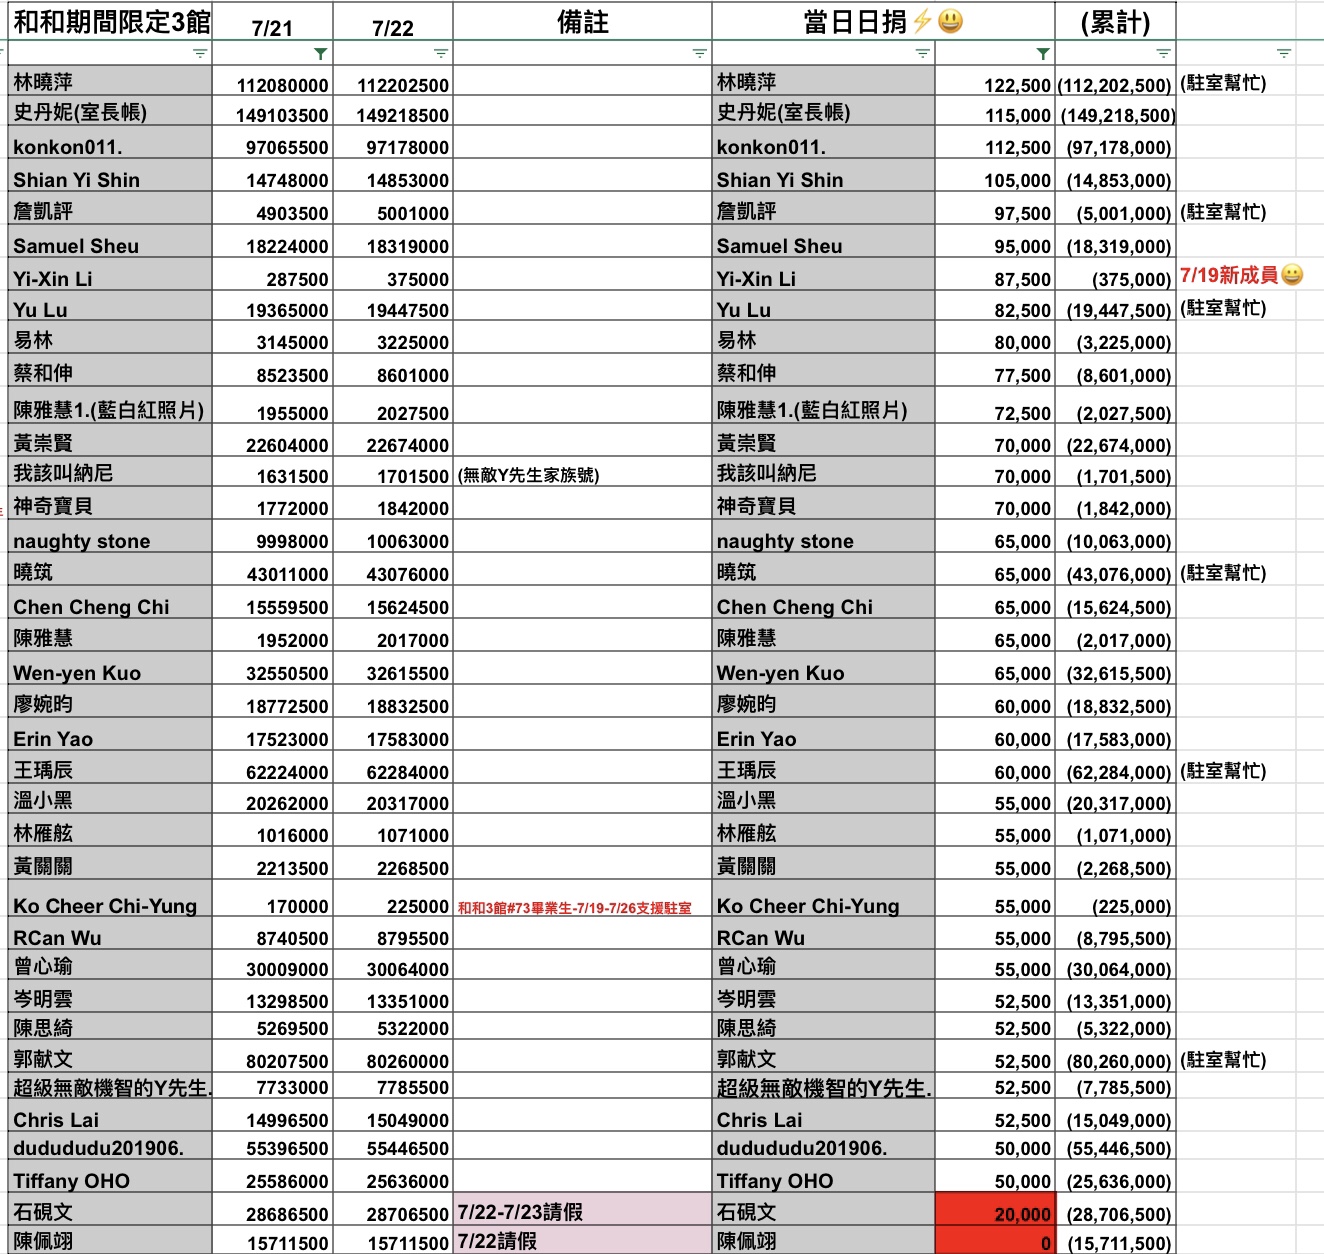 和和期間限定3館 7/21 7/22 備註 當日日捐⚡😃 (累計)
林曉萍 112080000 112202500 林曉萍 122,500 (112,202,500) (駐室幫忙)
史丹妮(室長帳) 149103500 149218500 史丹妮(室長帳) 115,000 (149,218,500)
konkon011. 97065500 97178000 konkon011. 112,500 (97,178,000)
Shian Yi Shin 14748000 14853000 Shian Yi Shin 105,000 (14,853,000)
詹凱評 4903500 5001000 詹凱評 97,500 (5,001,000) (駐室幫忙)
Samuel Sheu 18224000 18319000 Samuel Sheu 95,000 (18,319,000)
Yi-Xin Li 287500 375000 Yi-Xin Li 87,500 (375,000) 7/19新成員😀
Yu Lu 19365000 19447500 Yu Lu 82,500 (19,447,500) (駐室幫忙)
易林 3145000 3225000 易林 80,000 (3,225,000)
蔡和伸 8523500 8601000 蔡和伸 77,500 (8,601,000)
陳雅慧1.(藍白紅照片) 1955000 2027500 陳雅慧1.(藍白紅照片) 72,500 (2,027,500)
黃崇賢 22604000 22674000 黃崇賢 70,000 (22,674,000)
我該叫納尼 1631500 1701500 (無敵Y先生家族號) 我該叫納尼 70,000 (1,701,500)
神奇寶貝 1772000 1842000 神奇寶貝 70,000 (1,842,000)
naughty stone 9998000 10063000 naughty stone 65,000 (10,063,000)
曉筑 43011000 43076000 曉筑 65,000 (43,076,000) (駐室幫忙)
Chen Cheng Chi 15559500 15624500 Chen Cheng Chi 65,000 (15,624,500)
陳雅慧 1952000 2017000 陳雅慧 65,000 (2,017,000)
Wen-yen Kuo 32550500 32615500 Wen-yen Kuo 65,000 (32,615,500)
廖婉昀 18772500 18832500 廖婉昀 60,000 (18,832,500)
Erin Yao 17523000 17583000 Erin Yao 60,000 (17,583,000)
王瑀辰 62224000 62284000 王瑀辰 60,000 (62,284,000) (駐室幫忙)
溫小黑 20262000 20317000 溫小黑 55,000 (20,317,000)
林雁舷 1016000 1071000 林雁舷 55,000 (1,071,000)
黃關關 2213500 2268500 黃關關 55,000 (2,268,500)
Ko Cheer Chi-Yung 170000 225000 和和3館#73畢業生-7/19-7/26支援駐室 Ko Cheer Chi-Yung 55,000 (225,000)
RCan Wu 8740500 8795500 RCan Wu 55,000 (8,795,500)
曾心瑜 30009000 30064000 曾心瑜 55,000 (30,064,000)
岑明雲 13298500 13351000 岑明雲 52,500 (13,351,000)
陳思綺 5269500 5322000 陳思綺 52,500 (5,322,000)
郭献文 80207500 80260000 郭献文 52,500 (80,260,000) (駐室幫忙)
超級無敵機智的Y先生. 7733000 7785500 超級無敵機智的Y先生. 52,500 (7,785,500)
Chris Lai 14996500 15049000 Chris Lai 52,500 (15,049,000)
dudududu201906. 55396500 55446500 dudududu201906. 50,000 (55,446,500)
Tiffany OHO 25586000 25636000 Tiffany OHO 50,000 (25,636,000)
石硯文 28686500 28706500 7/22-7/23請假 石硯文 20,000 (28,706,500)
陳佩翊 15711500 15711500 7/22請假 陳佩翊 0 (15,711,500)